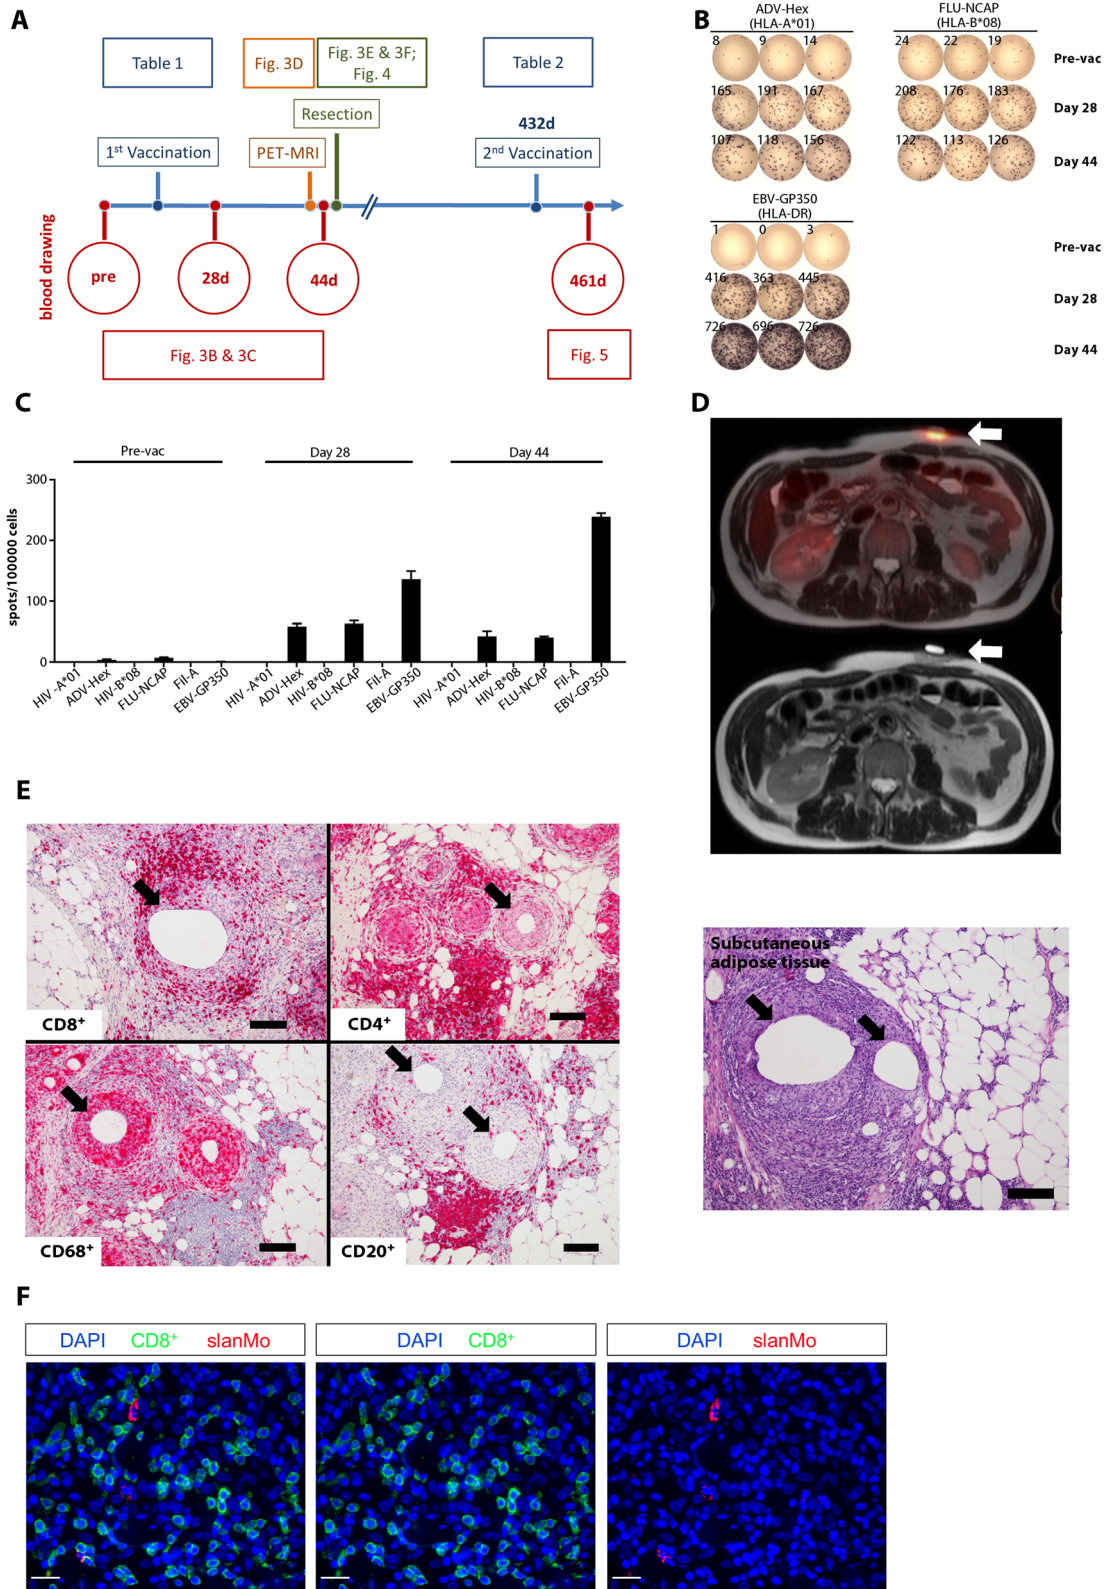 A
Table 1
Fig. 3D
Fig. 3E & 3F;
Fig. 4
Table 2
Resection
432d
1st Vaccination
PET-MRI
2nd Vaccination
blood drawing
pre
28d
44d
461d
Fig. 3B & 3C
Fig. 5
B
ADV-Hex
(HLA-A*01)
FLU-NCAP
(HLA-B*08)
8 9 14 24 22 19 Pre-vac
165 191 167 208 176 183 Day 28
107 118 156 122 113 126 Day 44
EBV-GP350
(HLA-DR)
1 0 3 Pre-vac
416 363 445 Day 28
726 696 726 Day 44
C
Pre-vac Day 28 Day 44
spots/100000 cells
300
200
100
0
HIV-A*01 ADV-Hex HIV-B*08 FLU-NCAP Fil-A EBV-GP350
HIV-A*01 ADV-Hex HIV-B*08 FLU-NCAP Fil-A EBV-GP350
HIV-A*01 ADV-Hex HIV-B*08 FLU-NCAP Fil-A EBV-GP350
D
E
CD8+
CD4+
CD68+
CD20+
Subcutaneous
adipose tissue
F
DAPI CD8+ slanMo
DAPI CD8+
DAPI slanMo